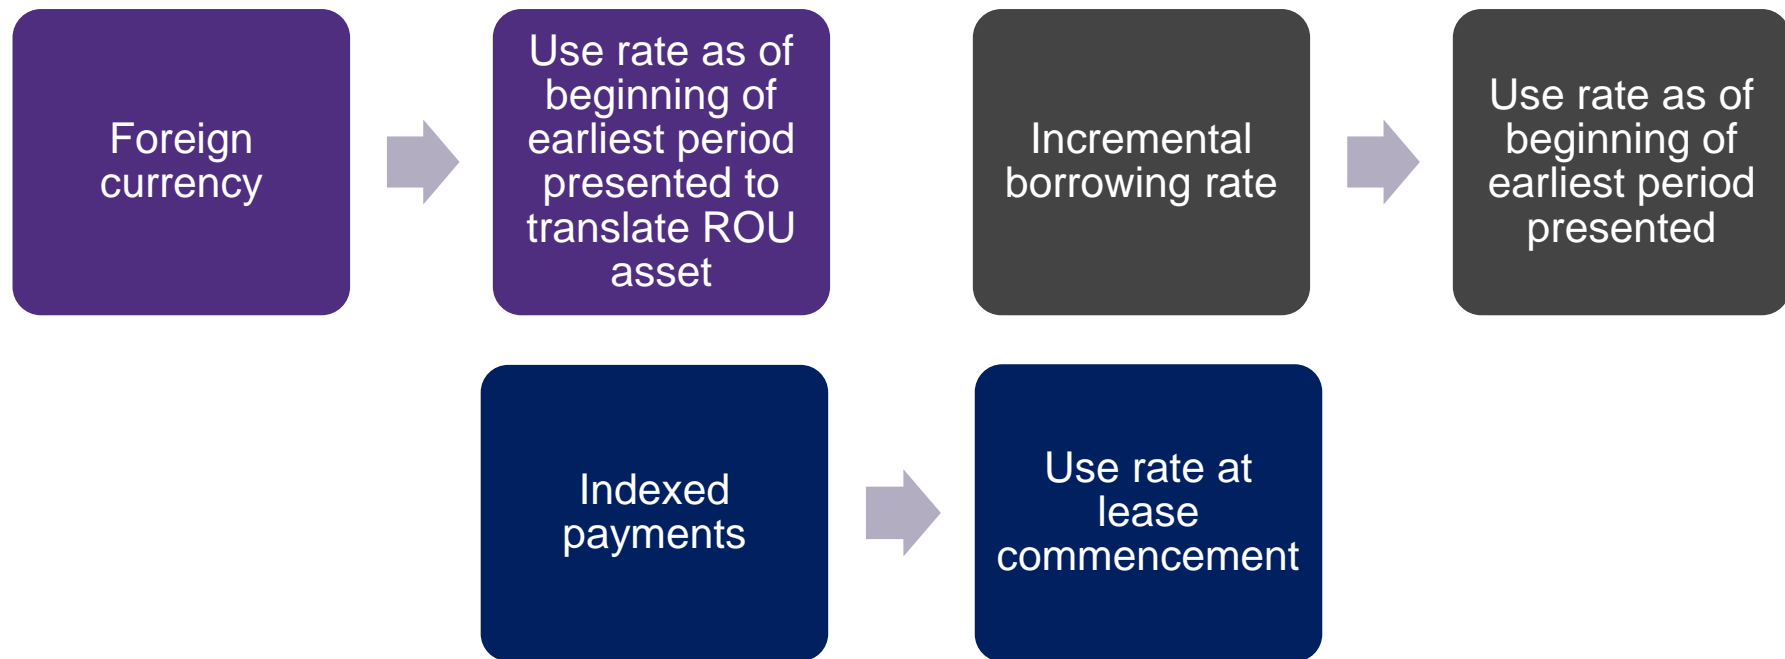 Foreign
currency
Use rate as of
beginning of
earliest period
presented to
translate ROU
asset
Incremental
borrowing rate
Use rate as of
beginning of
earliest period
presented
Indexed
payments
Use rate at
lease
commencement